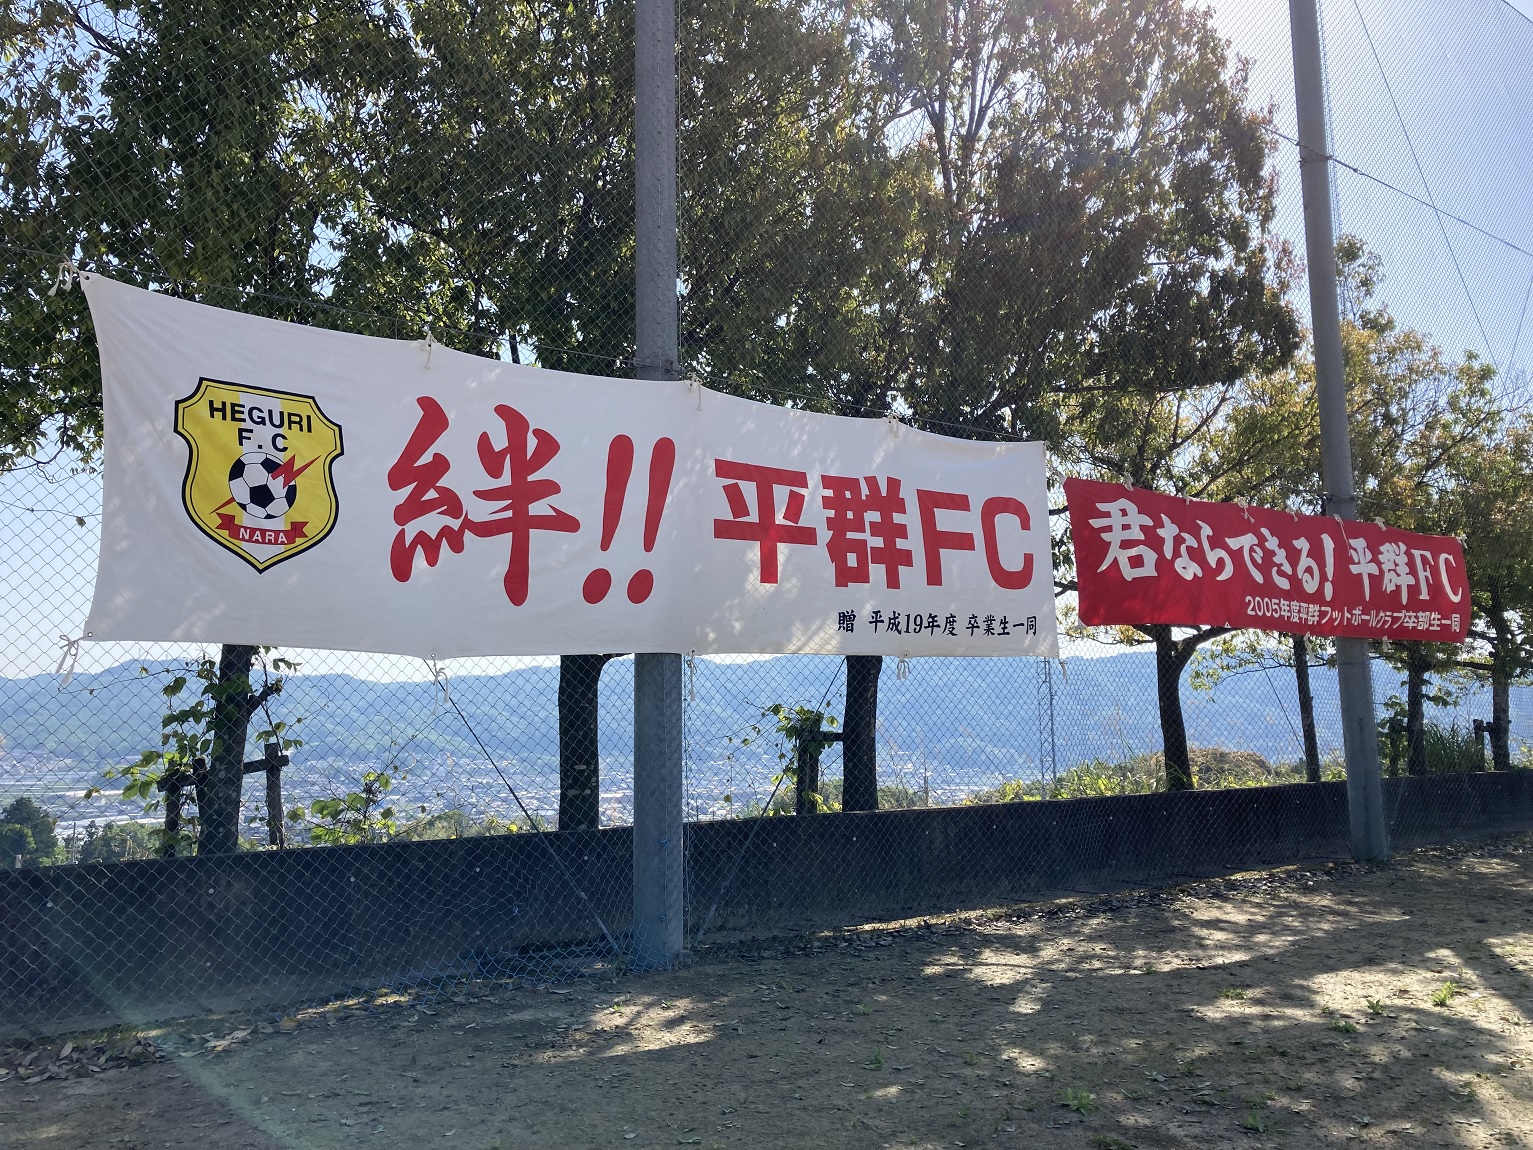 HEGURI
F.C
NARA
絆!! 平群FC
贈 平成19年度 卒業生一同
君ならできる! 平群FC
2005年度平群フットボールクラブ卒部生一同